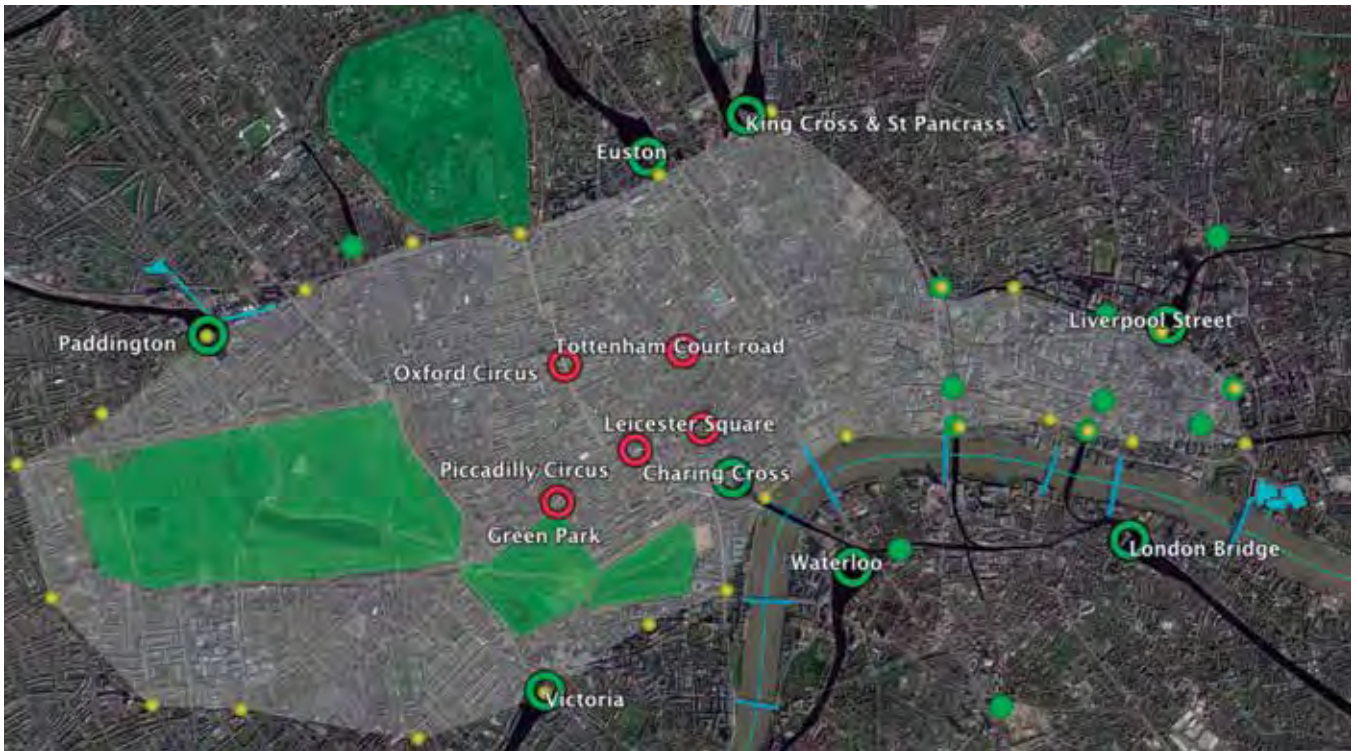 King Cross & St Pancrass
Euston
Liverpool Street
Paddington
Tottenham Court road
Oxford Circus
Leicester Square
Piccadilly Circus
Charing Cross
Green Park
London Bridge
Waterloo
Victoria